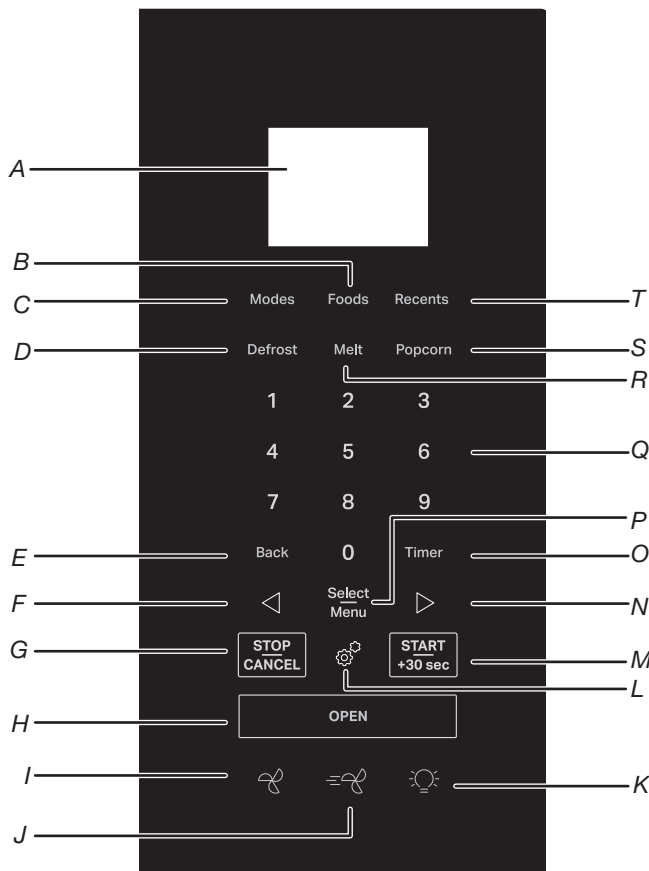 A
B
C Modes Foods Recents T
D Defrost Melt Popcorn S
R
1 2 3
4 5 6 Q
7 8 9
P
E Back 0 Timer O
F Select N
Menu
G STOP START M
CANCEL +30 sec
L
H OPEN
I K
J